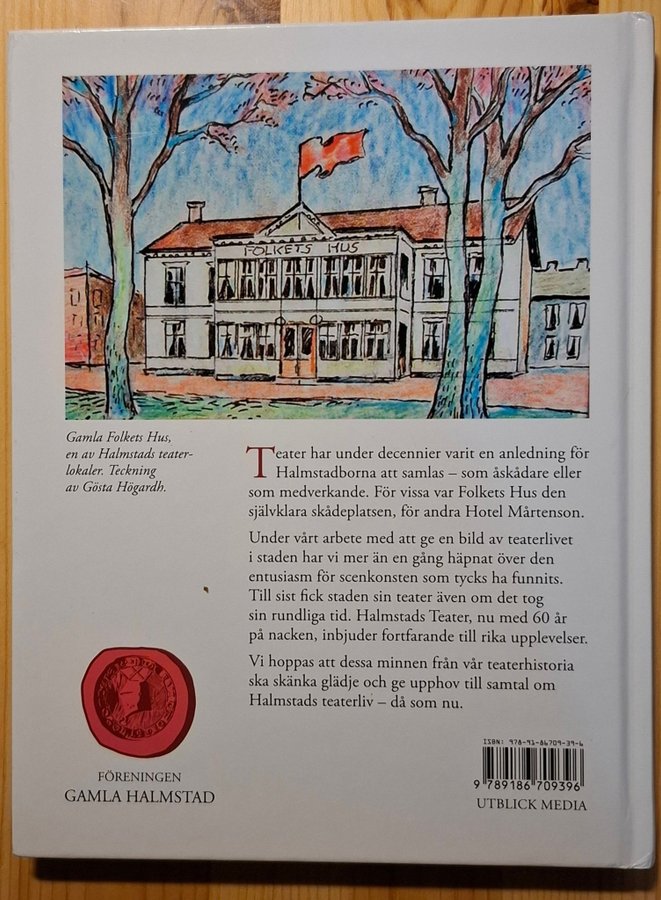 FOLKETS HUS
Gamla Folkets Hus,
en av Halmstads teater-
lokaler. Teckning
av Gösta Högardh.
Teater har under decennier varit en anledning för
Halmstadborna att samlas – som åskådare eller
som medverkande. För vissa var Folkets Hus den
självklara skådeplatsen, för andra Hotel Mårtenson.
Under vårt arbete med att ge en bild av teaterlivet
i staden har vi mer än en gång häpnat över den
entusiasm för scenkonsten som tycks ha funnits.
Till sist fick staden sin teater även om det tog
sin rundliga tid. Halmstads Teater, nu med 60 år
på nacken, inbjuder fortfarande till rika upplevelser.
Vi hoppas att dessa minnen från vår teaterhistoria
ska skänka glädje och ge upphov till samtal om
Halmstads teaterliv – då som nu.
FÖRENINGEN
GAMLA HALMSTAD
ISBN: 978-91-86709-39-6
9 789186 709396
UTBLICK MEDIA